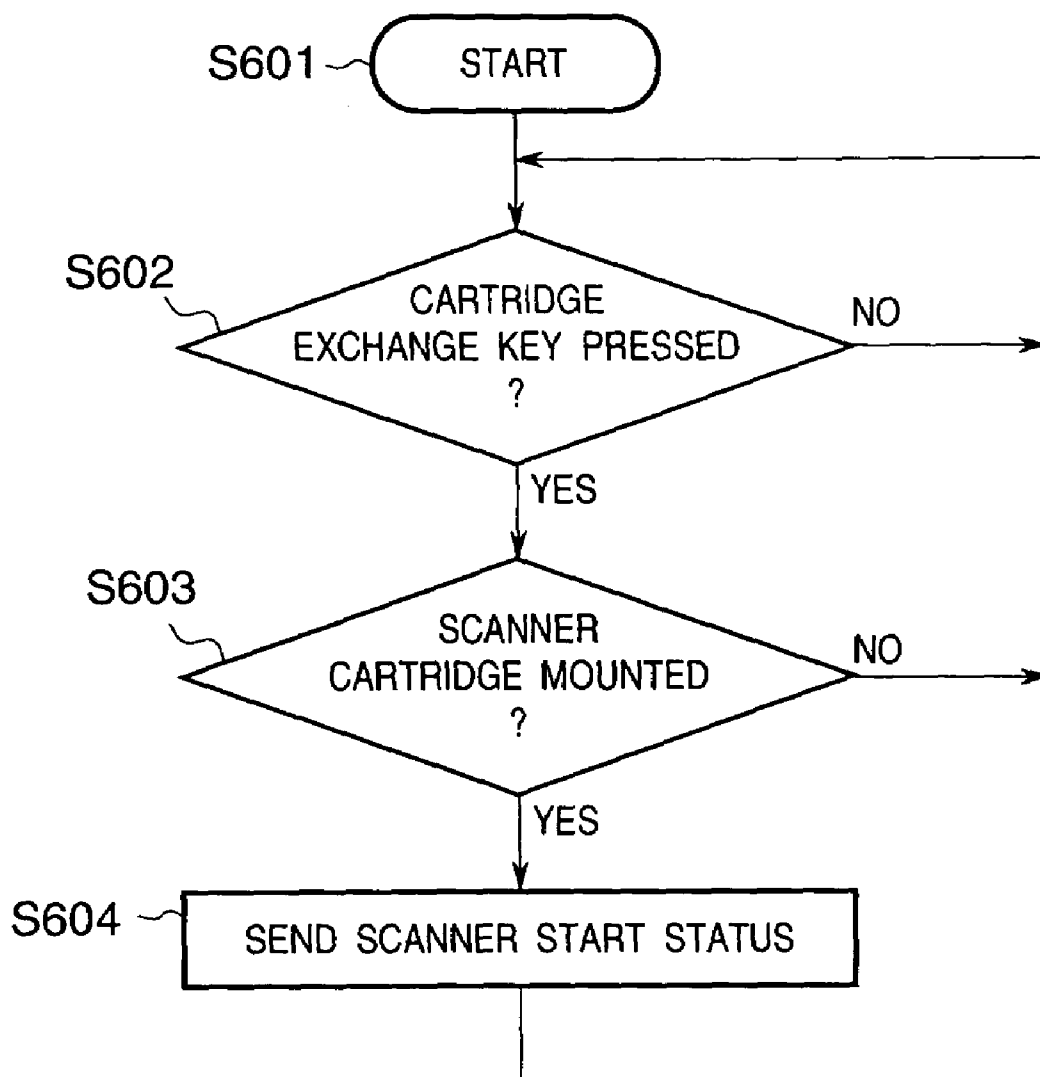 S601
START
S602
CARTRIDGE
EXCHANGE KEY PRESSED
?
NO
YES
S603
SCANNER
CARTRIDGE MOUNTED
?
NO
YES
S604
SEND SCANNER START STATUS